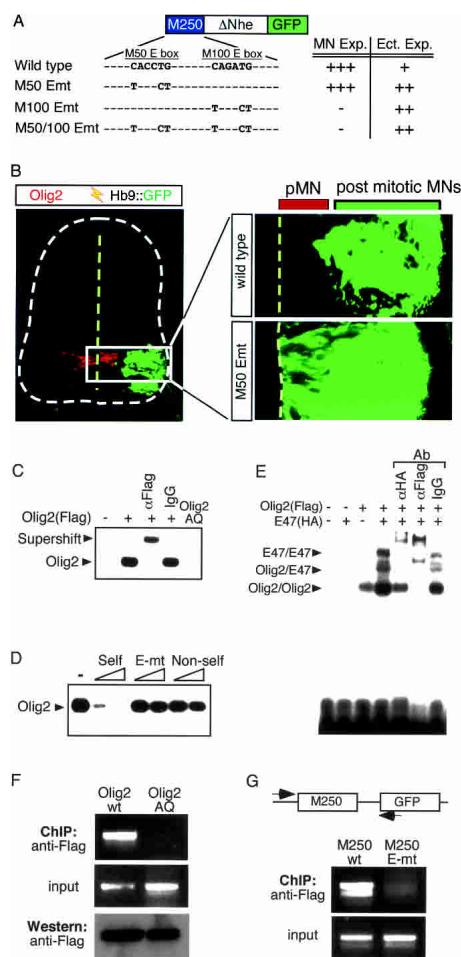 A
M250 ΔNhe GFP
M50 E box M100 E box MN Exp. Ect. Exp.
Wild type ----CACCTG------CAGATG---- +++ +
M50 Emt ----T--CT---------------- +++ ++
M100 Emt ----------------T--CT---- - ++
M50/100 Emt ----T--CT------T--CT---- - ++
B
Olig2 Hb9::GFP
pMN post mitotic MNs
wild type
M50 Emt
C
αFlag
IgG
Olig2 AQ
Olig2(Flag) - + + +
Supershift
Olig2
D
Self E-mt Non-self
-
Olig2
E
Ab
αHA
αFlag
IgG
Olig2(Flag) - - + + + + +
E47(HA) - + - + + + +
E47/E47
Olig2/E47
Olig2/Olig2
F
Olig2 wt Olig2 AQ
ChIP:
anti-Flag
input
Western:
anti-Flag
G
M250 GFP
M250 wt M250 E-mt
ChIP:
anti-Flag
input